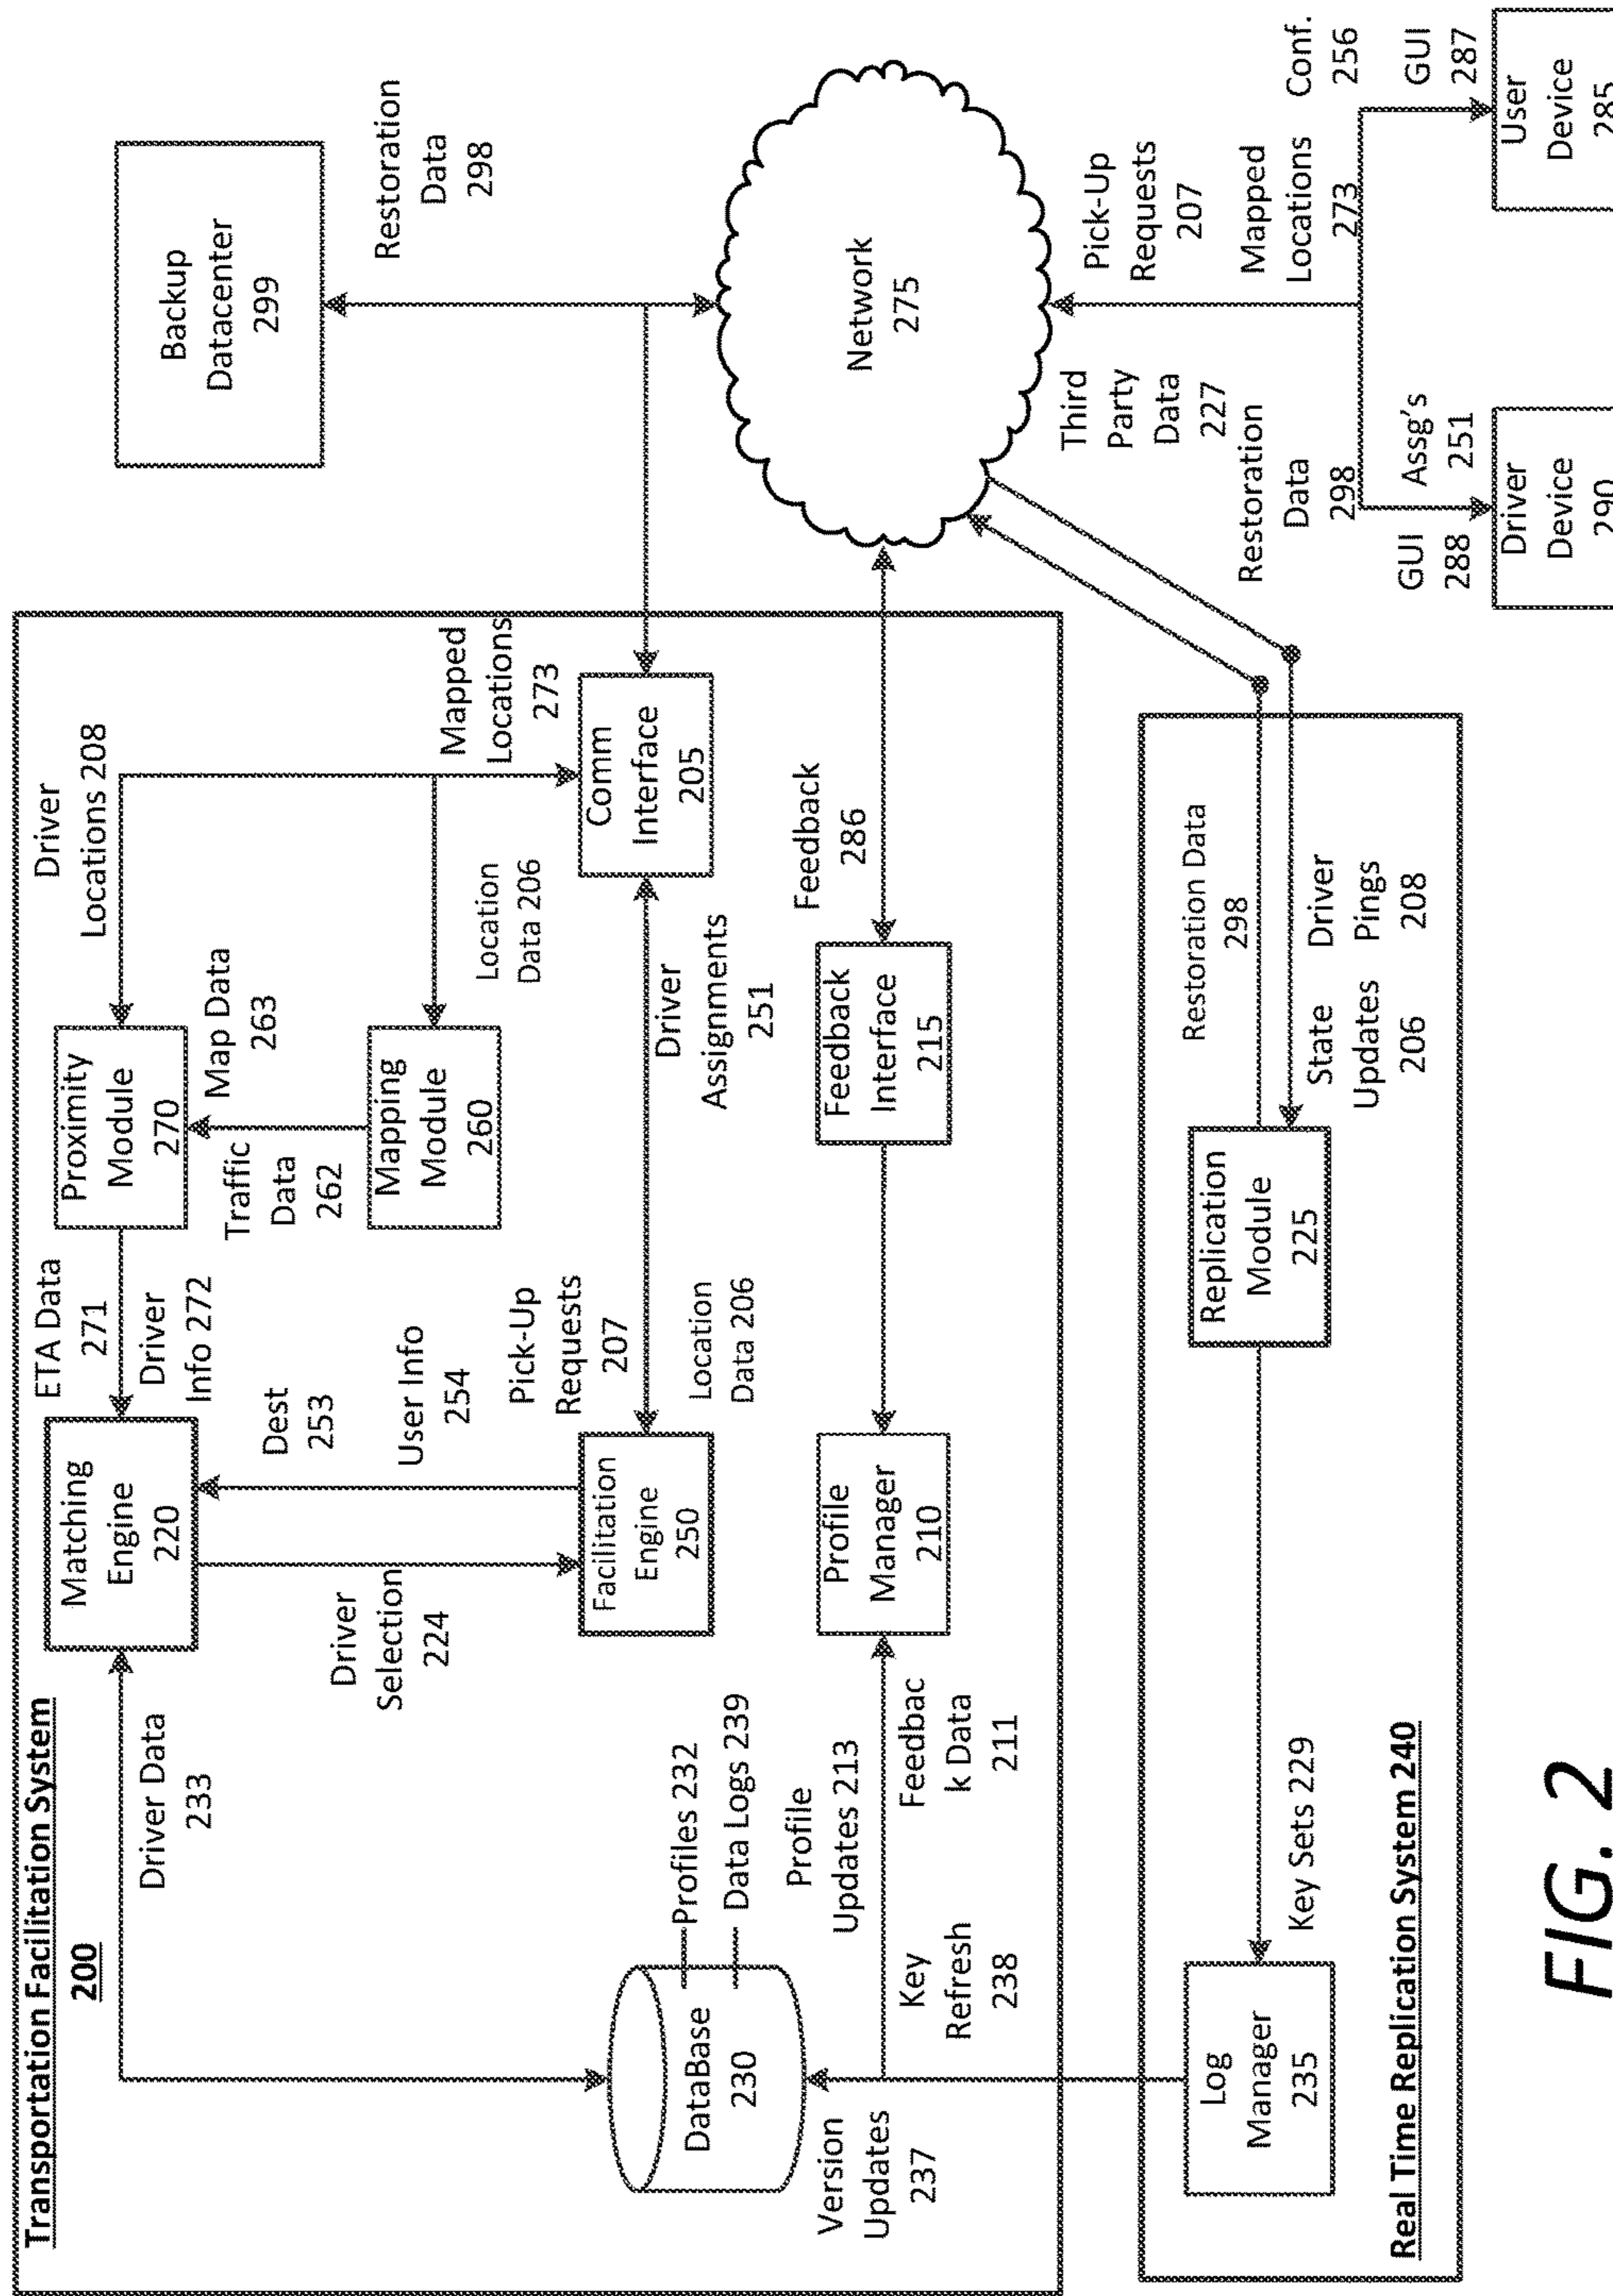 Transportation Facilitation System
200
Driver Data
233
Matching
Engine
220
ETA Data
271
Driver
Info 272
Proximity
Module
270
Driver
Locations 208
Map Data
263
Traffic
Data
262
Mapping
Module
260
Location
Data 206
Mapped
Locations
273
Dest
253
User Info
254
Driver
Selection
224
Facilitation
Engine
250
Pick-Up
Requests
207
Location
Data 206
Driver
Assignments
251
Comm
Interface
205
DataBase
230
Profiles 232
Data Logs 239
Profile
Updates 213
Feedbac
k Data
211
Key
Refresh
238
Version
Updates
237
Profile
Manager
210
Feedback
Interface
215
Feedback
286
Backup
Datacenter
299
Restoration
Data
298
Network
275
Log
Manager
235
Key Sets 229
Replication
Module
225
Restoration Data
298
State
Updates
206
Driver
Pings
208
Real Time Replication System 240
Third
Party
Data
227
Pick-Up
Requests
207
Restoration
Data
298
Mapped
Locations
273
GUI
288
Assg's
251
Conf.
256
GUI
287
Driver
Device
290
User
Device
285
FIG. 2